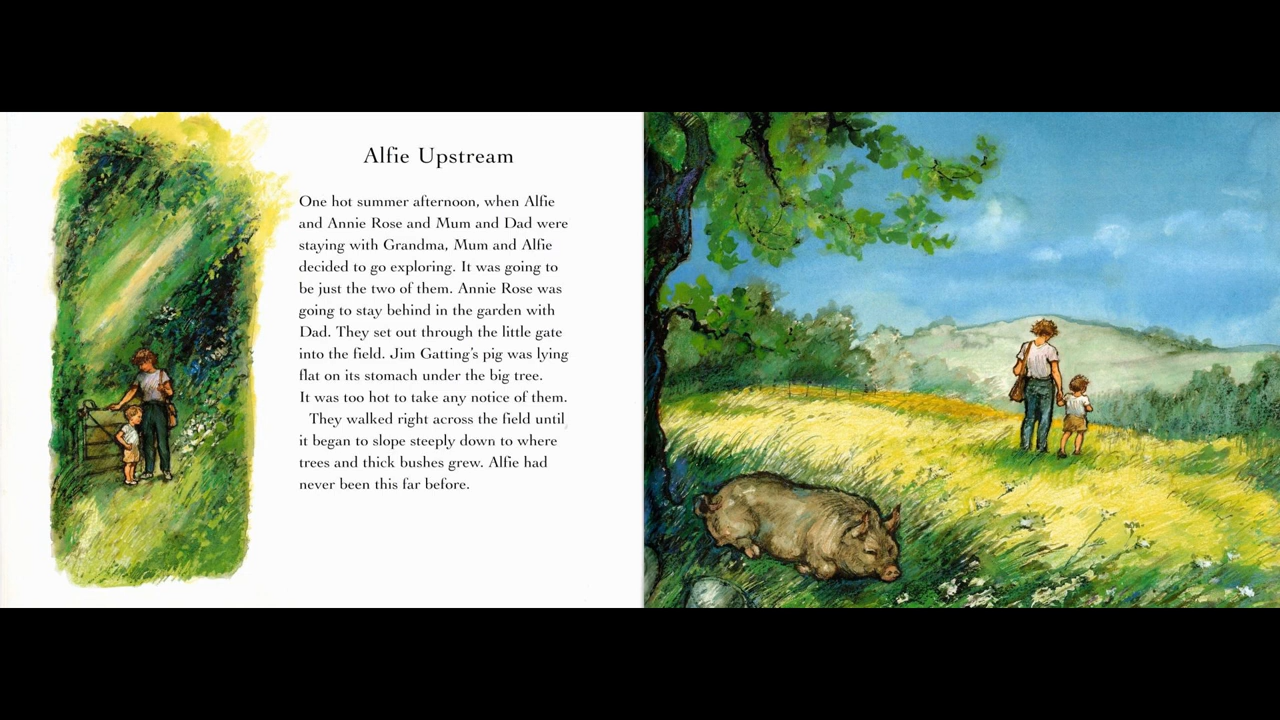 Alfie Upstream
One hot summer afternoon, when Alfie
and Annie Rose and Mum and Dad were
staying with Grandma, Mum and Alfie
decided to go exploring. It was going to
be just the two of them. Annie Rose was
going to stay behind in the garden with
Dad. They set out through the little gate
into the field. Jim Gatting's pig was lying
flat on its stomach under the big tree.
It was too hot to take any notice of them.
They walked right across the field until
it began to slope steeply down to where
trees and thick bushes grew. Alfie had
never been this far before.